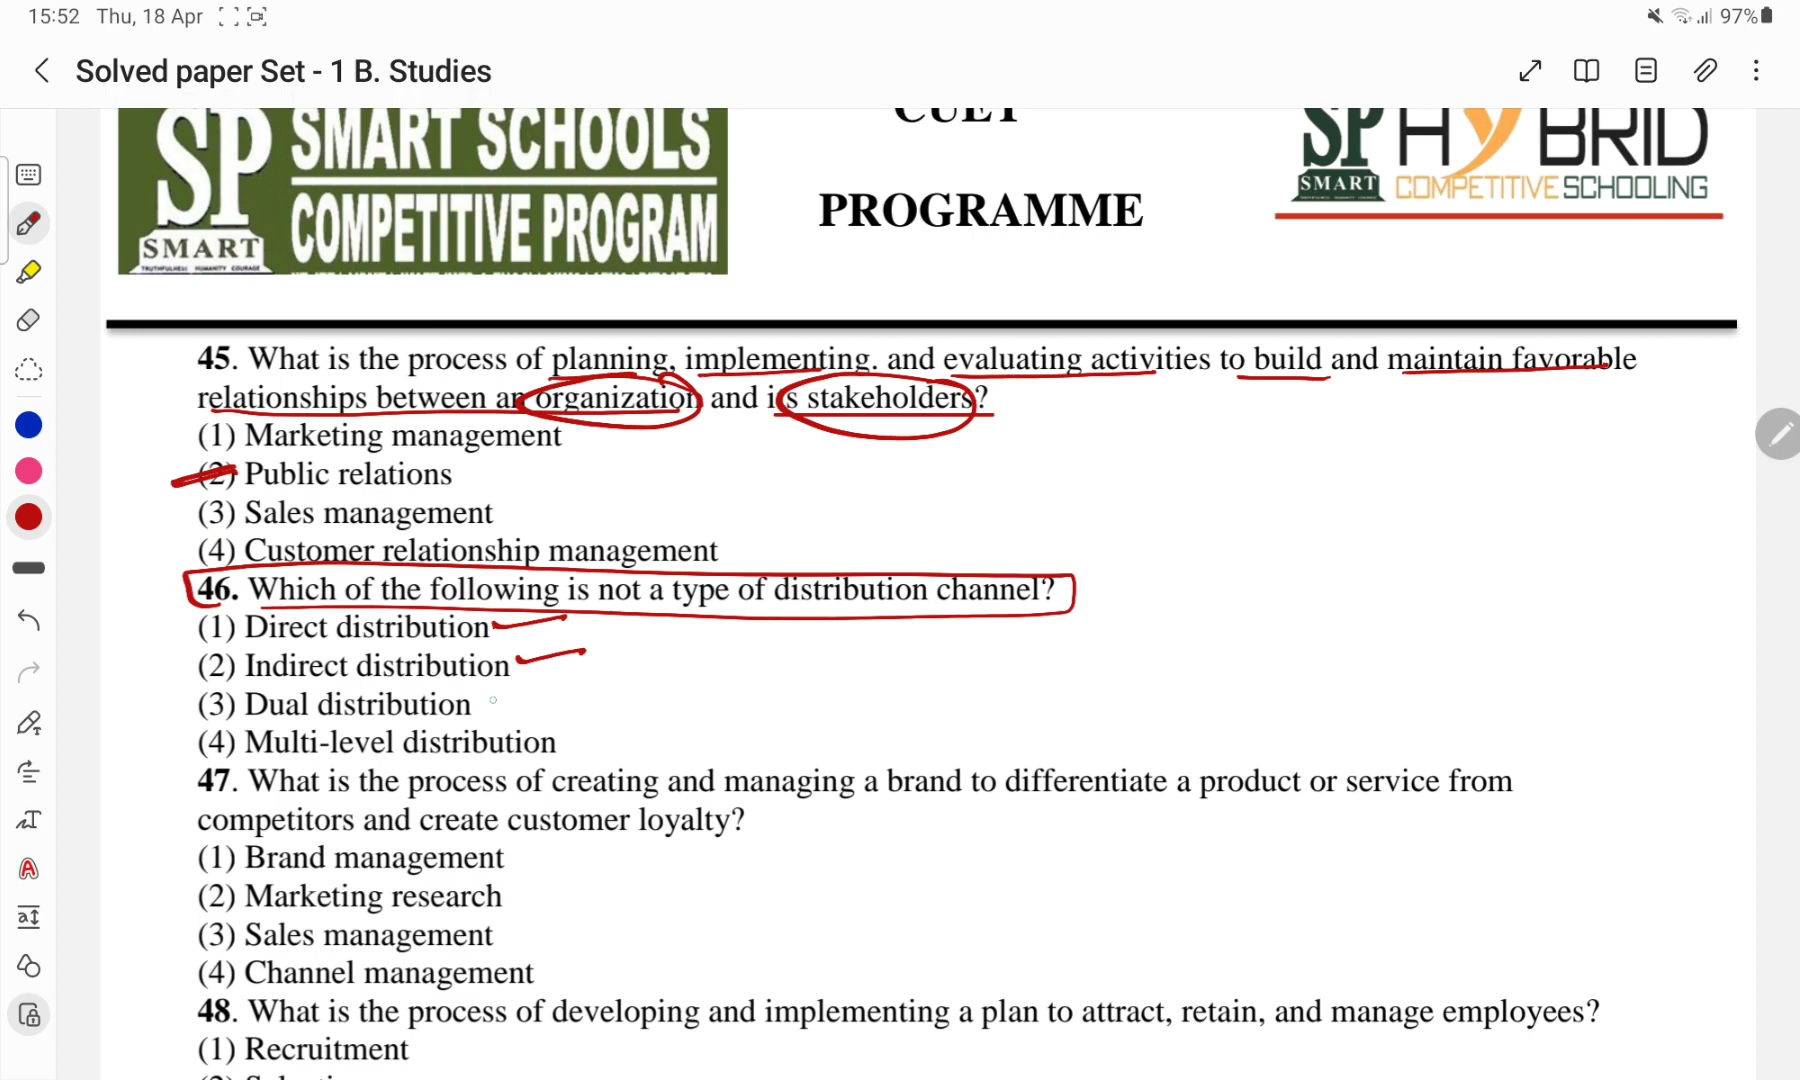 15:52 Thu, 18 Apr
97%
Solved paper Set - 1 B. Studies
SP SMART SCHOOLS
COMPETITIVE PROGRAM
SMART
TRUTHFULNESS HUMANITY COURAGE
CUET
PROGRAMME
SP HYBRID
SMART COMPETITIVE SCHOOLING
45. What is the process of planning, implementing. and evaluating activities to build and maintain favorable
relationships between an organization and its stakeholders?
(1) Marketing management
(2) Public relations
(3) Sales management
(4) Customer relationship management
46. Which of the following is not a type of distribution channel?
(1) Direct distribution
(2) Indirect distribution
(3) Dual distribution
(4) Multi-level distribution
47. What is the process of creating and managing a brand to differentiate a product or service from
competitors and create customer loyalty?
(1) Brand management
(2) Marketing research
(3) Sales management
(4) Channel management
48. What is the process of developing and implementing a plan to attract, retain, and manage employees?
(1) Recruitment